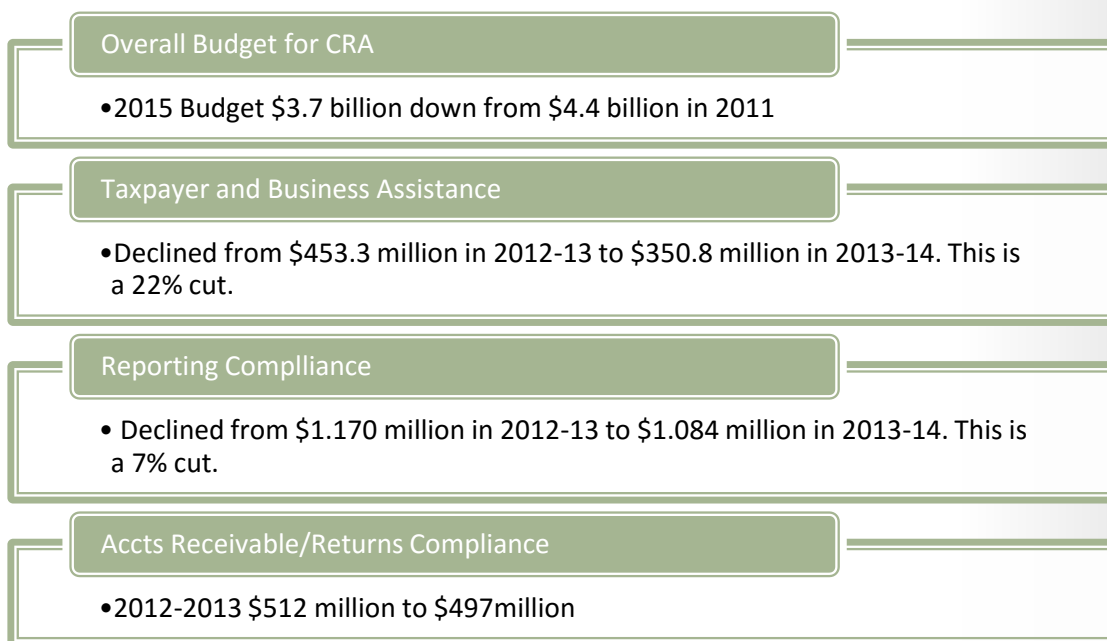 Overall Budget for CRA
•2015 Budget $3.7 billion down from $4.4 billion in 2011
Taxpayer and Business Assistance
•Declined from $453.3 million in 2012-13 to $350.8 million in 2013-14. This is
a 22% cut.
Reporting Complliance
• Declined from $1.170 million in 2012-13 to $1.084 million in 2013-14. This is
a 7% cut.
Accts Receivable/Returns Compliance
•2012-2013 $512 million to $497million